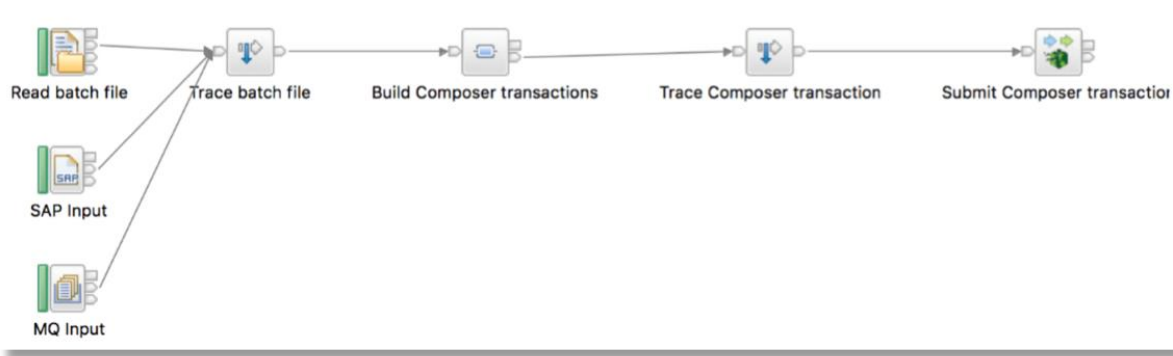 Read batch file
Trace batch file
Build Composer transactions
Trace Composer transaction
Submit Composer transaction
SAP
SAP Input
MQ Input